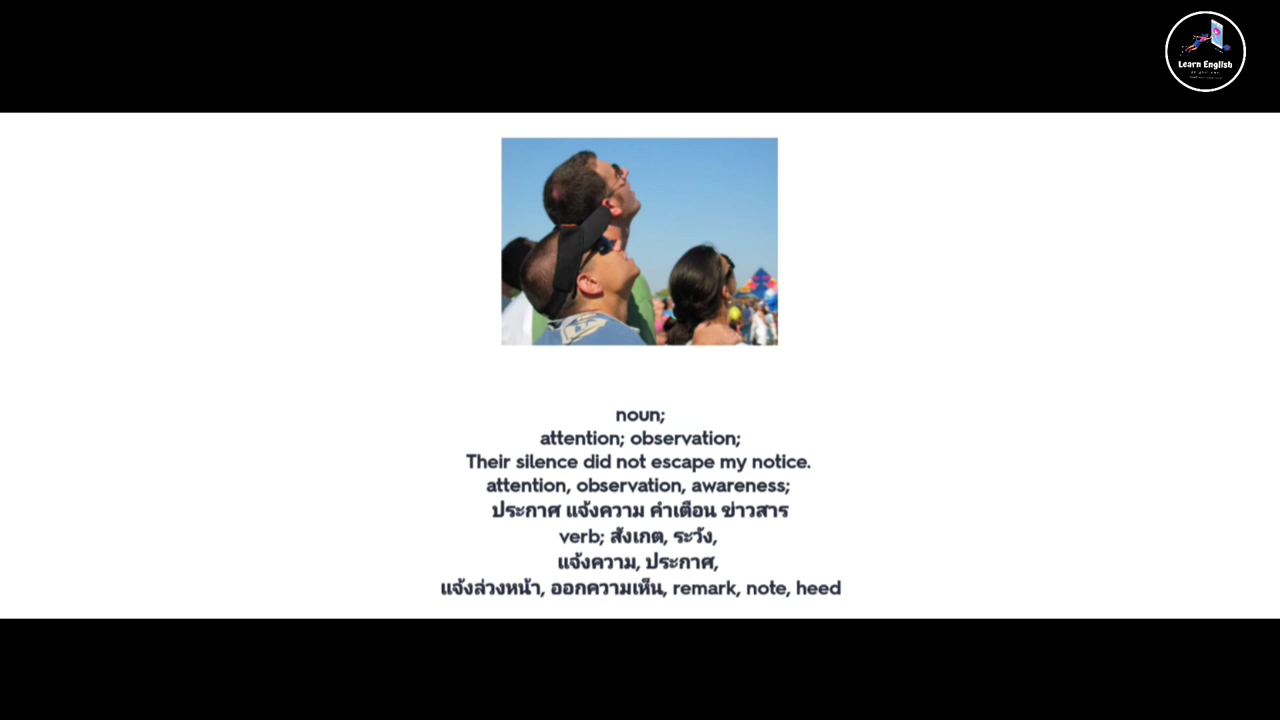 Learn English
noun;
attention; observation;
Their silence did not escape my notice.
attention, observation, awareness;
ประกาศ แจ้งความ คำเตือน ข่าวสาร
verb; สังเกต, ระวัง,
แจ้งความ, ประกาศ,
แจ้งล่วงหน้า, ออกความเห็น, remark, note, heed